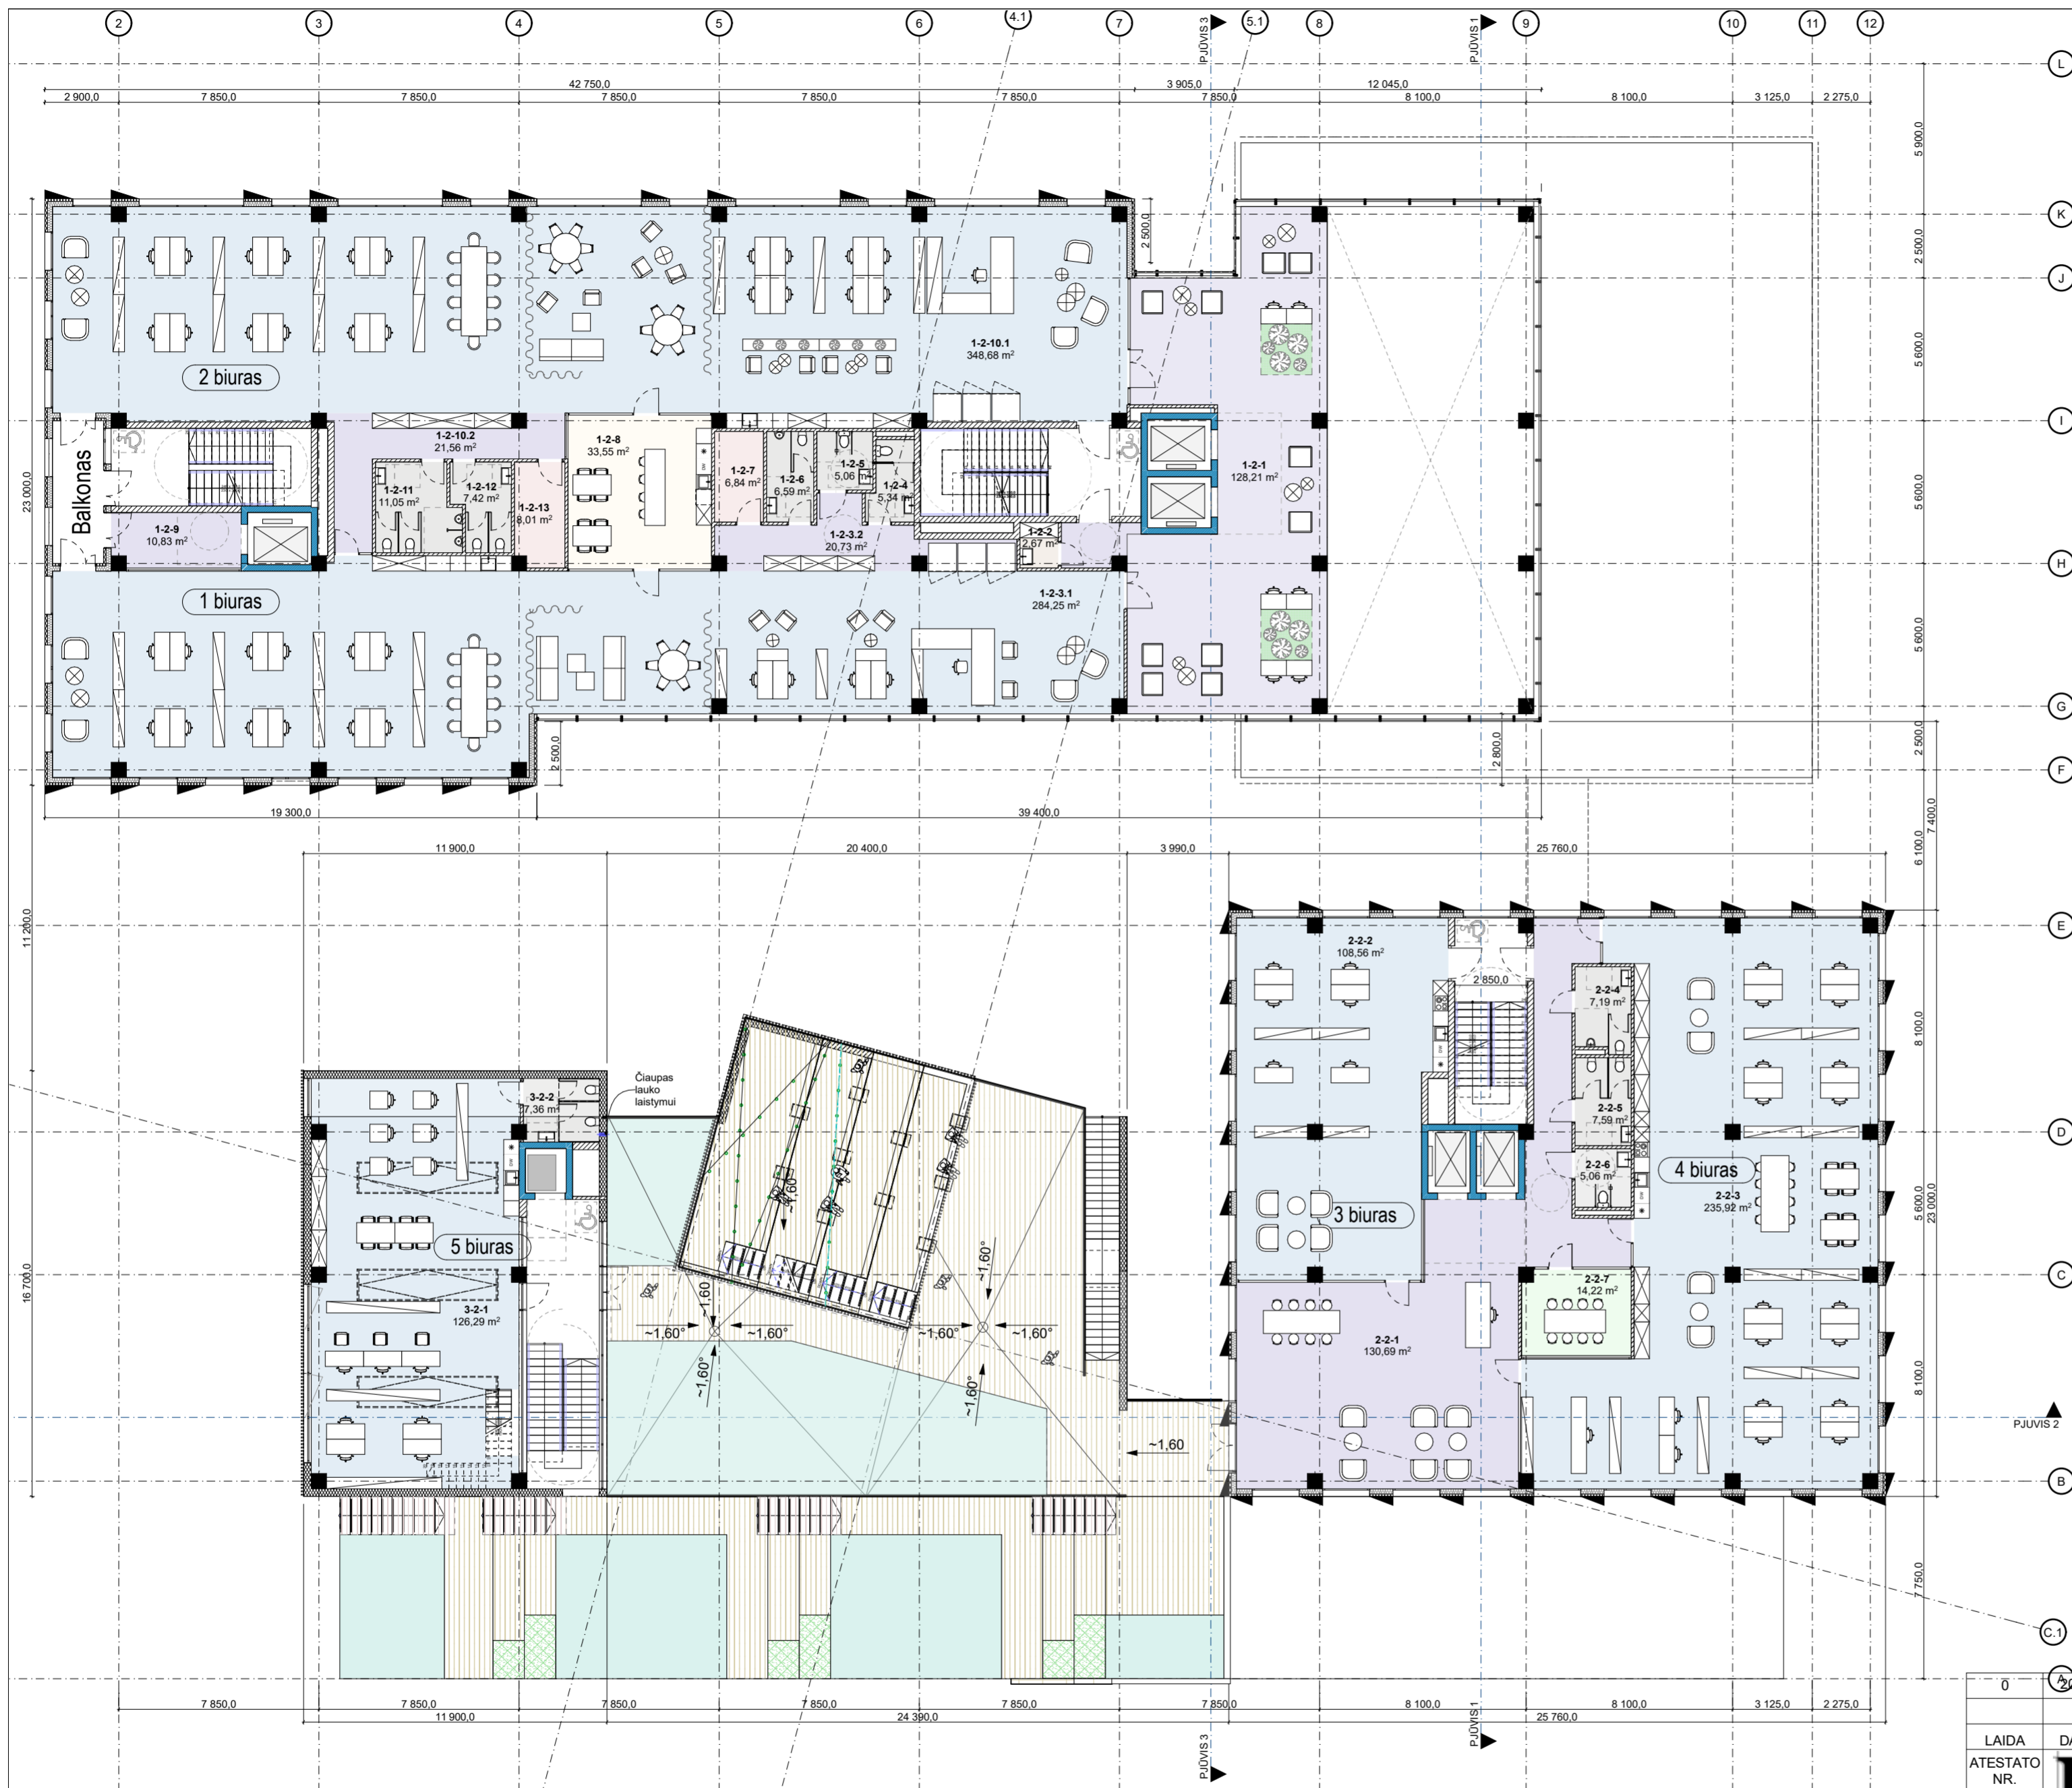 2 3 4 5 6 4.1 7 PJŪVIS 3 5.1 8 PJŪVIS 1 9 10 11 12
L
42 750,0 3 905,0 12 045,0
2 900,0 7 850,0 7 850,0 7 850,0 7 850,0 7 850,0 7 850,0 8 100,0 8 100,0 3 125,0 2 275,0
5 900,0
K
2 500,0
2 500,0
J
1-2-10.1
348,68 m²
5 600,0
2 biuras
I
1-2-10.2
21,56 m²
1-2-8
33,55 m²
1-2-7
6,84 m²
1-2-6
6,59 m²
1-2-5
5,06 m²
1-2-4
5,34 m²
1-2-1
128,21 m²
1-2-11
11,05 m²
1-2-12
7,42 m²
1-2-13
8,01 m²
23 000,0
Balkonas
5 600,0
1-2-9
10,83 m²
1-2-3.2
20,73 m²
1-2-2
2,67 m²
H
1 biuras
1-2-3.1
284,25 m²
5 600,0
G
2 500,0
2 800,0
2 500,0
F
19 300,0 39 400,0
7 400,0
6 100,0
11 900,0 20 400,0 3 990,0 25 760,0
11 200,0
E
2-2-2
108,56 m²
2 850,0
2-2-4
7,19 m²
8 100,0
Čiaupas
lauko
laistymui
3-2-2
7,36 m²
2-2-5
7,59 m²
D
2-2-6
5,06 m²
4 biuras
2-2-3
235,92 m²
~1,60°
3 biuras
5 600,0
23 000,0
5 biuras
~1,60°
C
16 700,0
2-2-7
14,22 m²
3-2-1
126,29 m²
~1,60
~1,60° ~1,60° ~1,60° ~1,60°
2-2-1
130,69 m²
~1,60°
~1,60°
8 100,0
PJŪVIS 2
~1,60
B
7 750,0
C.1
A
7 850,0 7 850,0 7 850,0 7 850,0 7 850,0 7 850,0 8 100,0 8 100,0 3 125,0 2 275,0
11 900,0 24 390,0 25 760,0
PJŪVIS 3
PJŪVIS 1
0
LAIDA
ATESTATO
NR.